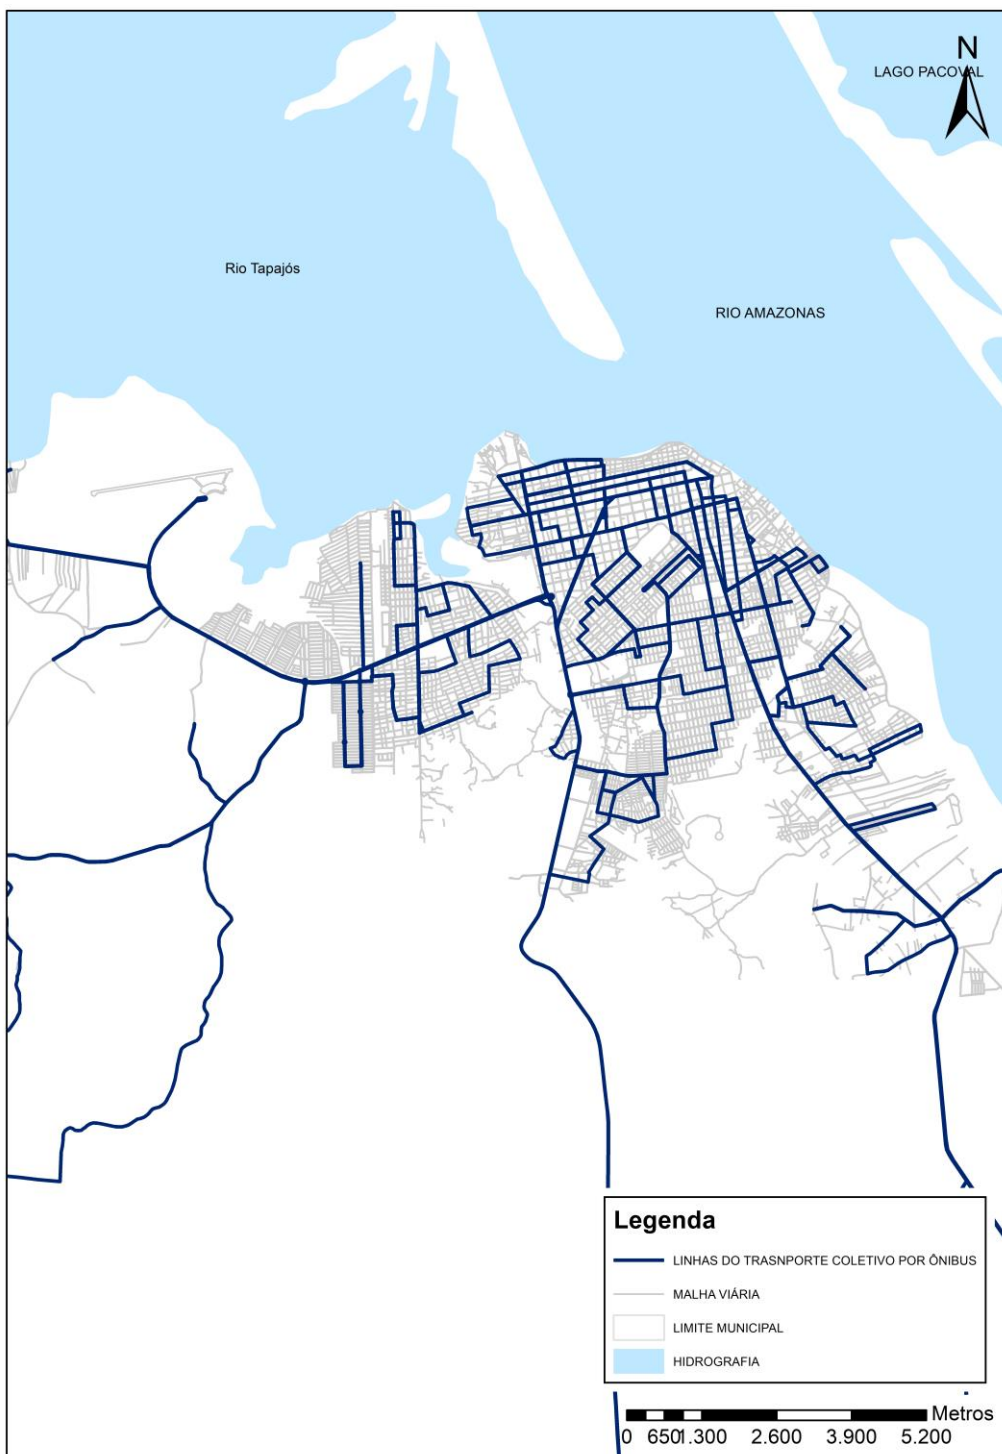 N
LAGO PACOVAL
Rio Tapajós
RIO AMAZONAS
Legenda
LINHAS DO TRASNPORTE COLETIVO POR ÔNIBUS
MALHA VIÁRIA
LIMITE MUNICIPAL
HIDROGRAFIA
Metros
0 650 1.300 2.600 3.900 5.200